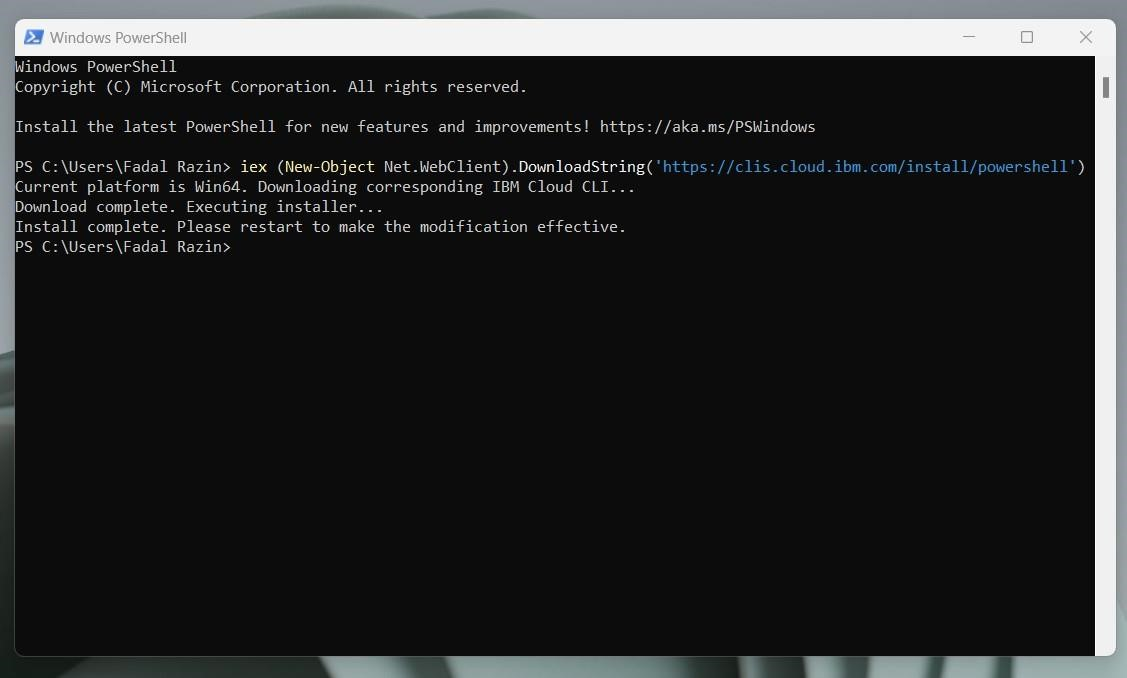 Windows PowerShell
Windows PowerShell
Copyright (C) Microsoft Corporation. All rights reserved.
Install the latest PowerShell for new features and improvements! https://aka.ms/PSWindows
PS C:\Users\Fadal Razin> iex (New-Object Net.WebClient).DownloadString('https://clis.cloud.ibm.com/install/powershell')
Current platform is Win64. Downloading corresponding IBM Cloud CLI...
Download complete. Executing installer...
Install complete. Please restart to make the modification effective.
PS C:\Users\Fadal Razin>